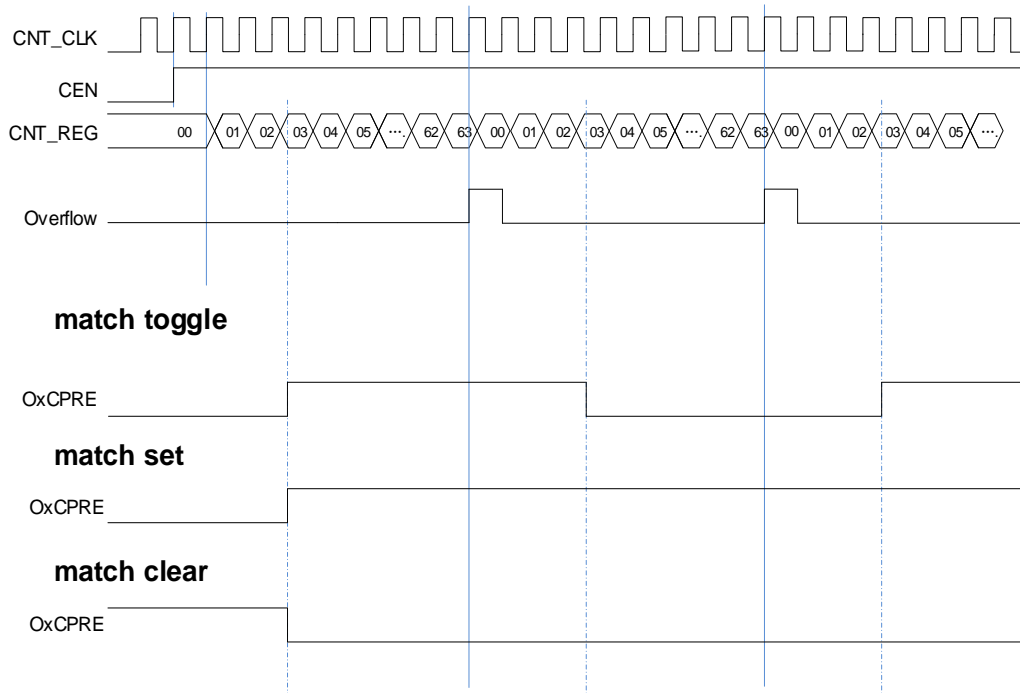 CNT_CLK
CEN
CNT_REG 00 01 02 03 04 05 ···. 62 63 00 01 02 03 04 05 ···. 62 63 00 01 02 03 04 05 ···.
Overflow
match toggle
OxCPRE
match set
OxCPRE
match clear
OxCPRE